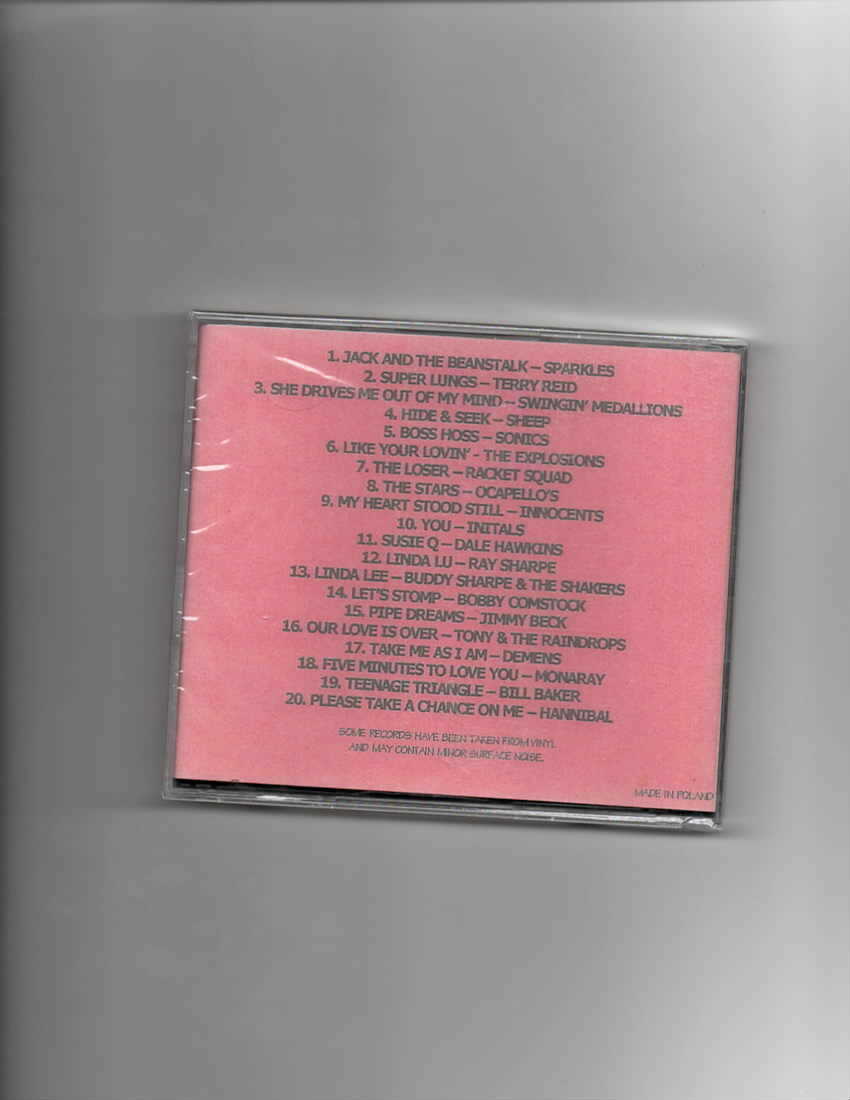 1. JACK AND THE BEANSTALK – SPARKLES
2. SUPER LUNGS – TERRY REID
3. SHE DRIVES ME OUT OF MY MIND – SWINGIN' MEDALLIONS
4. HIDE & SEEK – SHEEP
5. BOSS HOSS – SONICS
6. LIKE YOUR LOVIN' - THE EXPLOSIONS
7. THE LOSER – RACKET SQUAD
8. THE STARS – OCAPELLO'S
9. MY HEART STOOD STILL – INNOCENTS
10. YOU – INITALS
11. SUSIE Q – DALE HAWKINS
12. LINDA LU – RAY SHARPE
13. LINDA LEE – BUDDY SHARPE & THE SHAKERS
14. LET'S STOMP – BOBBY COMSTOCK
15. PIPE DREAMS – JIMMY BECK
16. OUR LOVE IS OVER – TONY & THE RAINDROPS
17. TAKE ME AS I AM – DEMENS
18. FIVE MINUTES TO LOVE YOU – MONARAY
19. TEENAGE TRIANGLE – BILL BAKER
20. PLEASE TAKE A CHANCE ON ME – HANNIBAL
SOME RECORDS HAVE BEEN TAKEN FROM VINYL
AND MAY CONTAIN MINOR SURFACE NOISE.
MADE IN POLAND